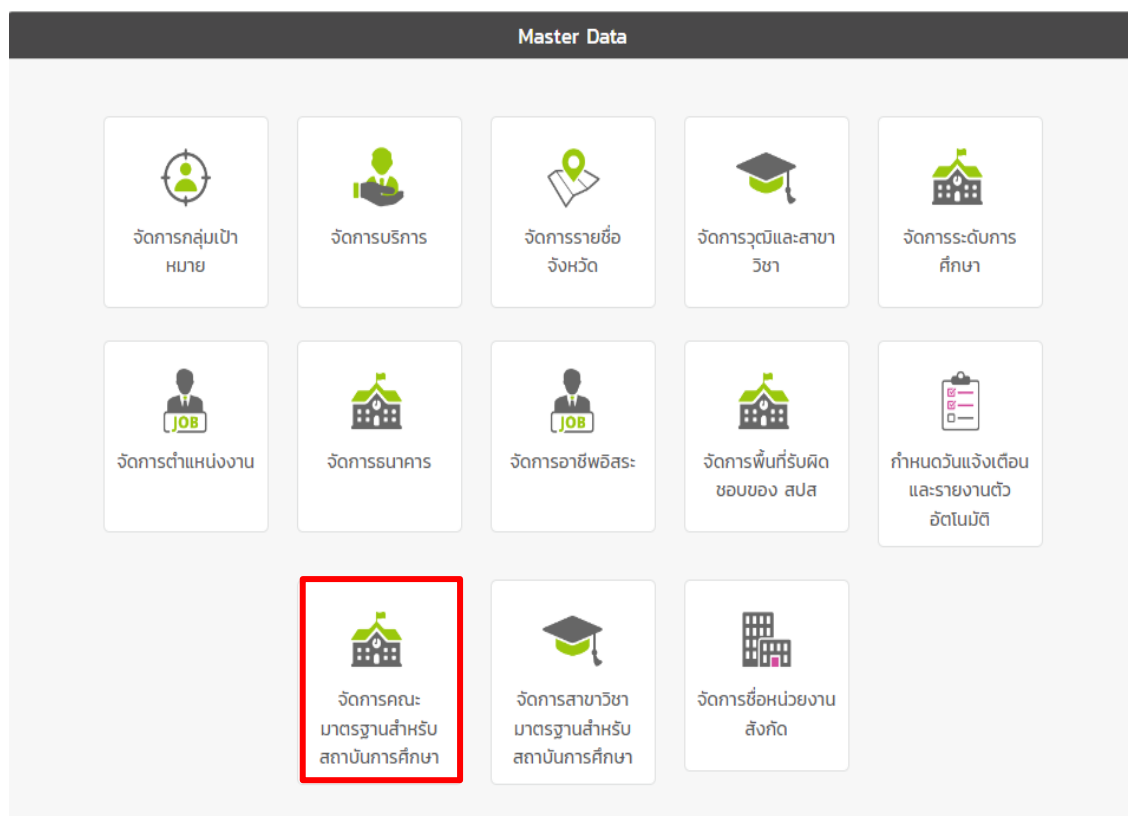 Master Data
จัดการกลุ่มเป้า
หมาย
จัดการบริการ
จัดการรายชื่อ
จังหวัด
จัดการวุฒิและสาขา
วิชา
จัดการระดับการ
ศึกษา
JOB
จัดการตำแหน่งงาน
จัดการธนาคาร
JOB
จัดการอาชีพอิสระ
จัดการพื้นที่รับผิด
ชอบของ สปส
กำหนดวันแจ้งเตือน
และรายงานตัว
อัตโนมัติ
จัดการคณะ
มาตรฐานสำหรับ
สถาบันการศึกษา
จัดการสาขาวิชา
มาตรฐานสำหรับ
สถาบันการศึกษา
จัดการชื่อหน่วยงาน
สังกัด